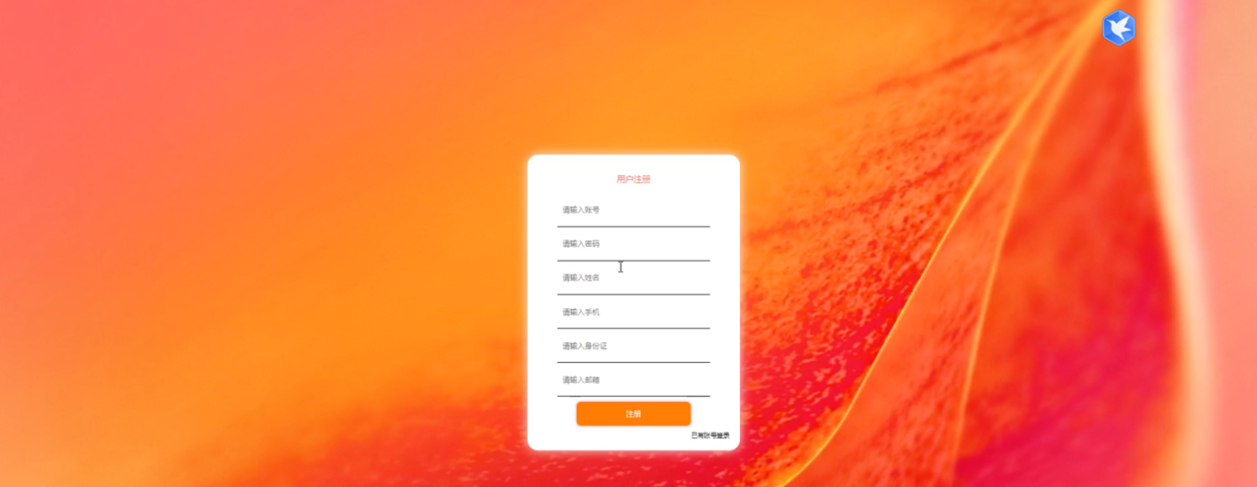 用户注册
请输入账号
请输入密码
请输入姓名
请输入手机
请输入身份证
请输入邮箱
注册
已有账号登录